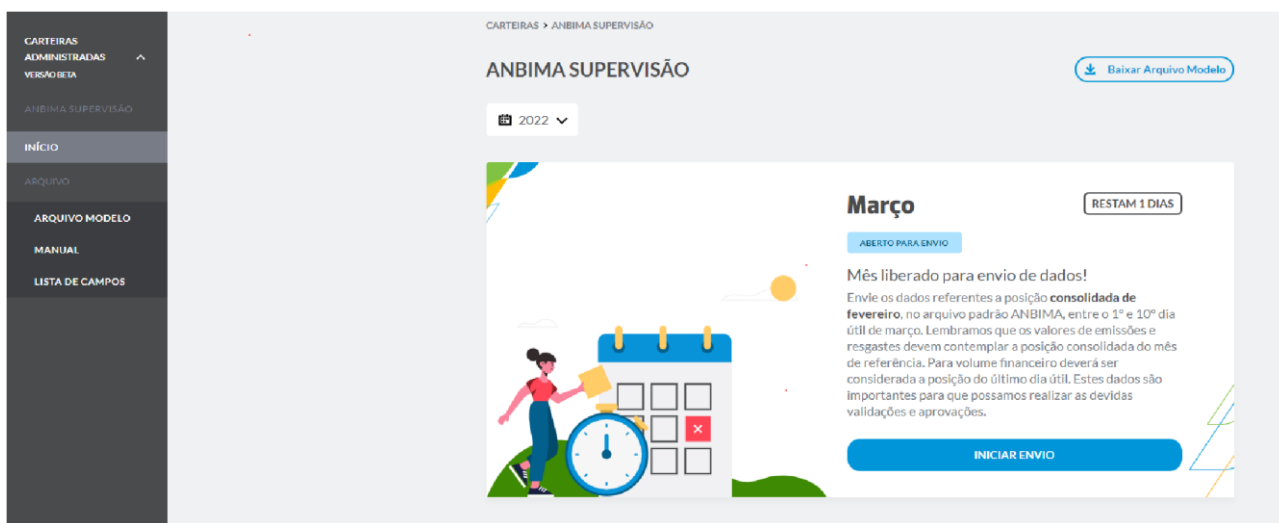 CARTEIRAS
ADMINISTRADAS
VERSÃO BETA
ANBIMA SUPERVISÃO
INÍCIO
ARQUIVO
ARQUIVO MODELO
MANUAL
LISTA DE CAMPOS
CARTEIRAS > ANBIMA SUPERVISÃO
ANBIMA SUPERVISÃO
Baixar Arquivo Modelo
2022
Março
RESTAM 1 DIAS
ABERTO PARA ENVIO
Mês liberado para envio de dados!
Envie os dados referentes a posição consolidada de
fevereiro, no arquivo padrão ANBIMA, entre o 1º e 10º dia
útil de março. Lembramos que os valores de emissões e
resgastes devem contemplar a posição consolidada do mês
de referência. Para volume financeiro deverá ser
considerada a posição do último dia útil. Estes dados são
importantes para que possamos realizar as devidas
validações e aprovações.
INICIAR ENVIO